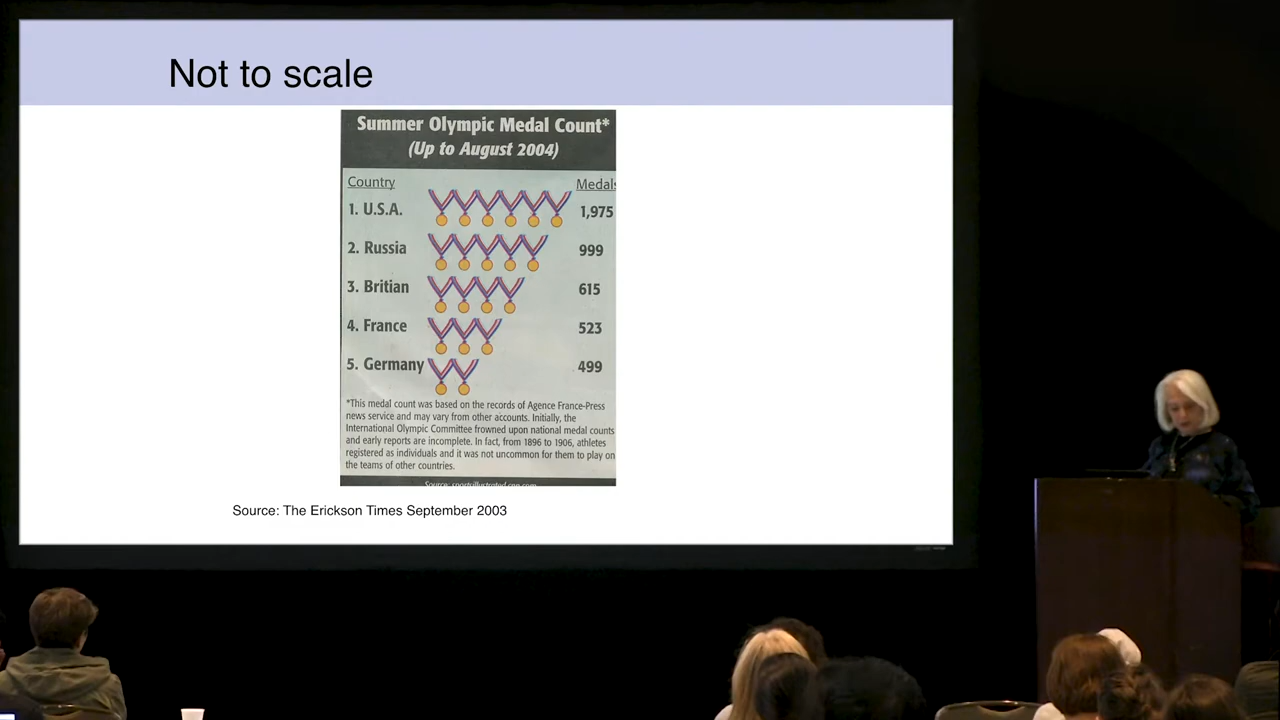 Not to scale
Summer Olympic Medal Count*
(Up to August 2004)
Country Medals
1. U.S.A. 1,975
2. Russia 999
3. Britian 615
4. France 523
5. Germany 499
*This medal count was based on the records of Agence France-Press
news service and may vary from other accounts. Initially, the
International Olympic Committee frowned upon national medal counts
and early reports are incomplete. In fact, from 1896 to 1906, athletes
registered as individuals and it was not uncommon for them to play on
the teams of other countries.
Source: sportsillustrated.cnn.com
Source: The Erickson Times September 2003